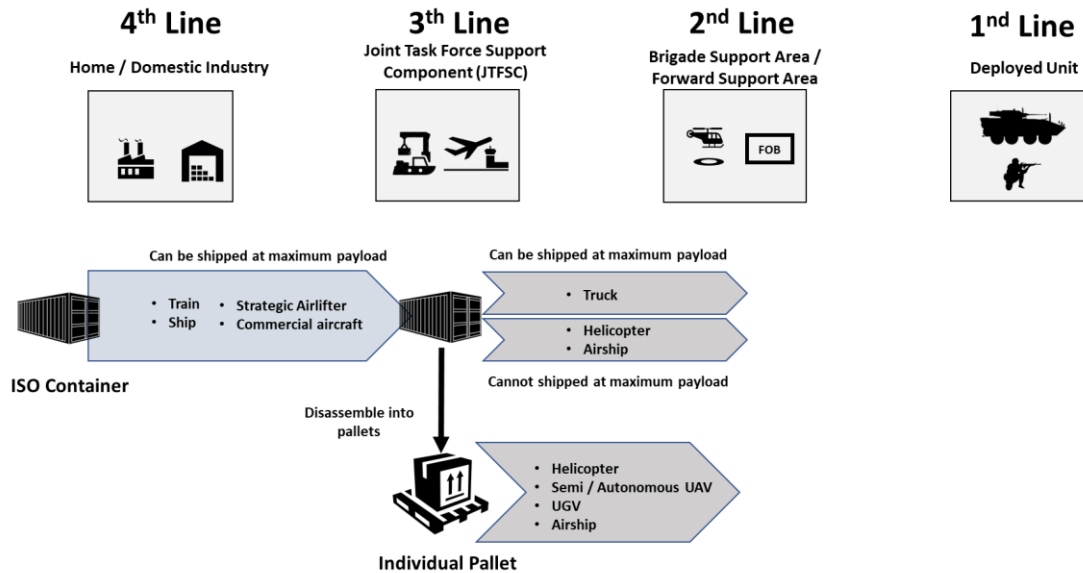 4th Line
Home / Domestic Industry
3th Line
Joint Task Force Support
Component (JTFSC)
2nd Line
Brigade Support Area /
Forward Support Area
FOB
1nd Line
Deployed Unit
Can be shipped at maximum payload
• Train
• Ship
• Strategic Airlifter
• Commercial aircraft
ISO Container
Can be shipped at maximum payload
• Truck
• Helicopter
• Airship
Cannot shipped at maximum payload
Disassemble into
pallets
• Helicopter
• Semi / Autonomous UAV
• UGV
• Airship
Individual Pallet